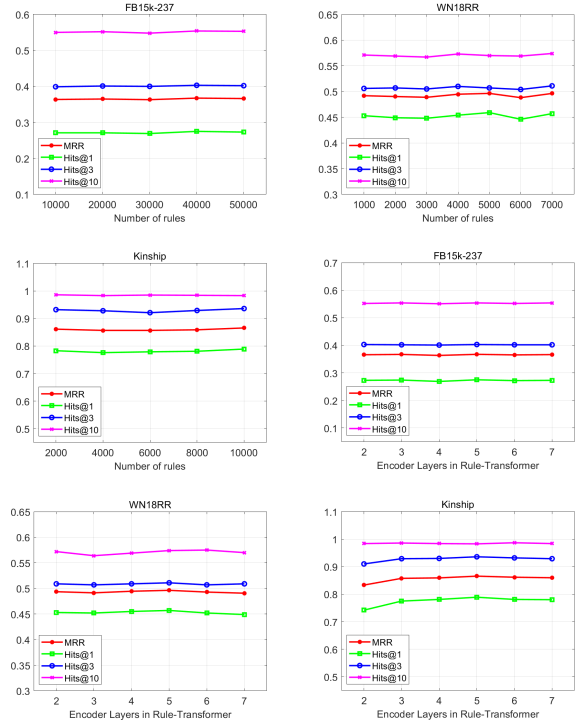 FB15k-237
0.6
0.5
0.4
0.3
0.2
0.1
MRR
Hits@1
Hits@3
Hits@10
10000 20000 30000 40000 50000
Number of rules
WN18RR
0.65
0.6
0.55
0.5
0.45
0.4
0.35
0.3
MRR
Hits@1
Hits@3
Hits@10
1000 2000 3000 4000 5000 6000 7000
Number of rules
Kinship
1.1
1
0.9
0.8
0.7
0.6
0.5
MRR
Hits@1
Hits@3
Hits@10
2000 4000 6000 8000 10000
Number of rules
FB15k-237
0.7
0.6
0.5
0.4
0.3
0.2
0.1
MRR
Hits@1
Hits@3
Hits@10
2 3 4 5 6 7
Encoder Layers in Rule-Transformer
WN18RR
0.65
0.6
0.55
0.5
0.45
0.4
0.35
0.3
MRR
Hits@1
Hits@3
Hits@10
2 3 4 5 6 7
Encoder Layers in Rule-Transformer
Kinship
1.1
1
0.9
0.8
0.7
0.6
0.5
MRR
Hits@1
Hits@3
Hits@10
2 3 4 5 6 7
Encoder Layers in Rule-Transformer